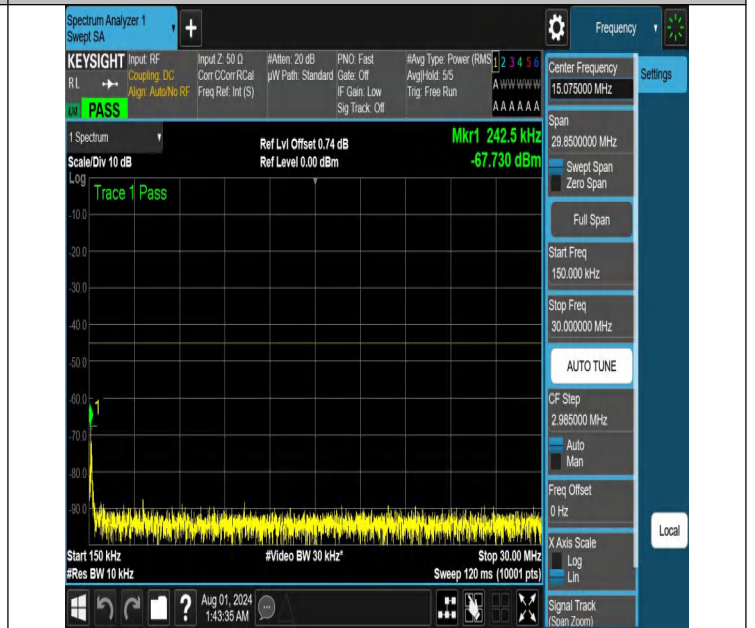 Spectrum Analyzer 1
Swept SA
+
Frequency
KEYSIGHT
RL
PASS
Input: RF
Coupling: DC
Align: Auto/No RF
Input Z: 50 Ω
Corr CCorr RCal
Freq Ref: Int (S)
#Atten: 20 dB
µW Path: Standard
PNO: Fast
Gate: Off
IF Gain: Low
Sig Track: Off
#Avg Type: Power (RMS
Avg|Hold: 5/5
Trig: Free Run
1 2 3 4 5 6
A W W W W W
A A A A A A
1 Spectrum
Scale/Div 10 dB
Ref Lvl Offset 0.74 dB
Ref Level 0.00 dBm
Mkr1 242.5 kHz
-67.730 dBm
Log
Trace 1 Pass
-10.0
-20.0
-30.0
-40.0
-50.0
-60.0
-70.0
-80.0
-90.0
1
Start 150 kHz
#Res BW 10 kHz
#Video BW 30 kHz*
Stop 30.00 MHz
Sweep 120 ms (10001 pts)
Aug 01, 2024
1:43:35 AM
?
Center Frequency
15.075000 MHz
Settings
Span
29.8500000 MHz
Swept Span
Zero Span
Full Span
Start Freq
150.000 kHz
Stop Freq
30.000000 MHz
AUTO TUNE
CF Step
2.985000 MHz
Auto
Man
Freq Offset
0 Hz
X Axis Scale
Log
Lin
Local
Signal Track
(Span Zoom)